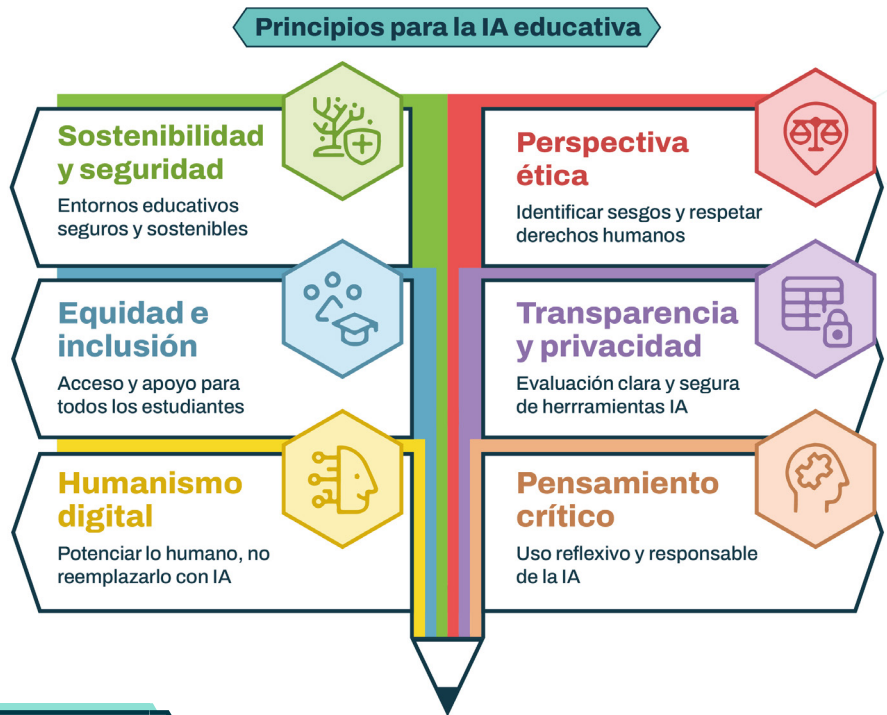 Principios para la IA educativa
Sostenibilidad
y seguridad
Entornos educativos
seguros y sostenibles
Perspectiva
ética
Identificar sesgos y respetar
derechos humanos
Equidad e
inclusión
Acceso y apoyo para
todos los estudiantes
Transparencia
y privacidad
Evaluación clara y segura
de herrramientas IA
Humanismo
digital
Potenciar lo humano, no
reemplazarlo con IA
Pensamiento
crítico
Uso reflexivo y responsable
de la IA